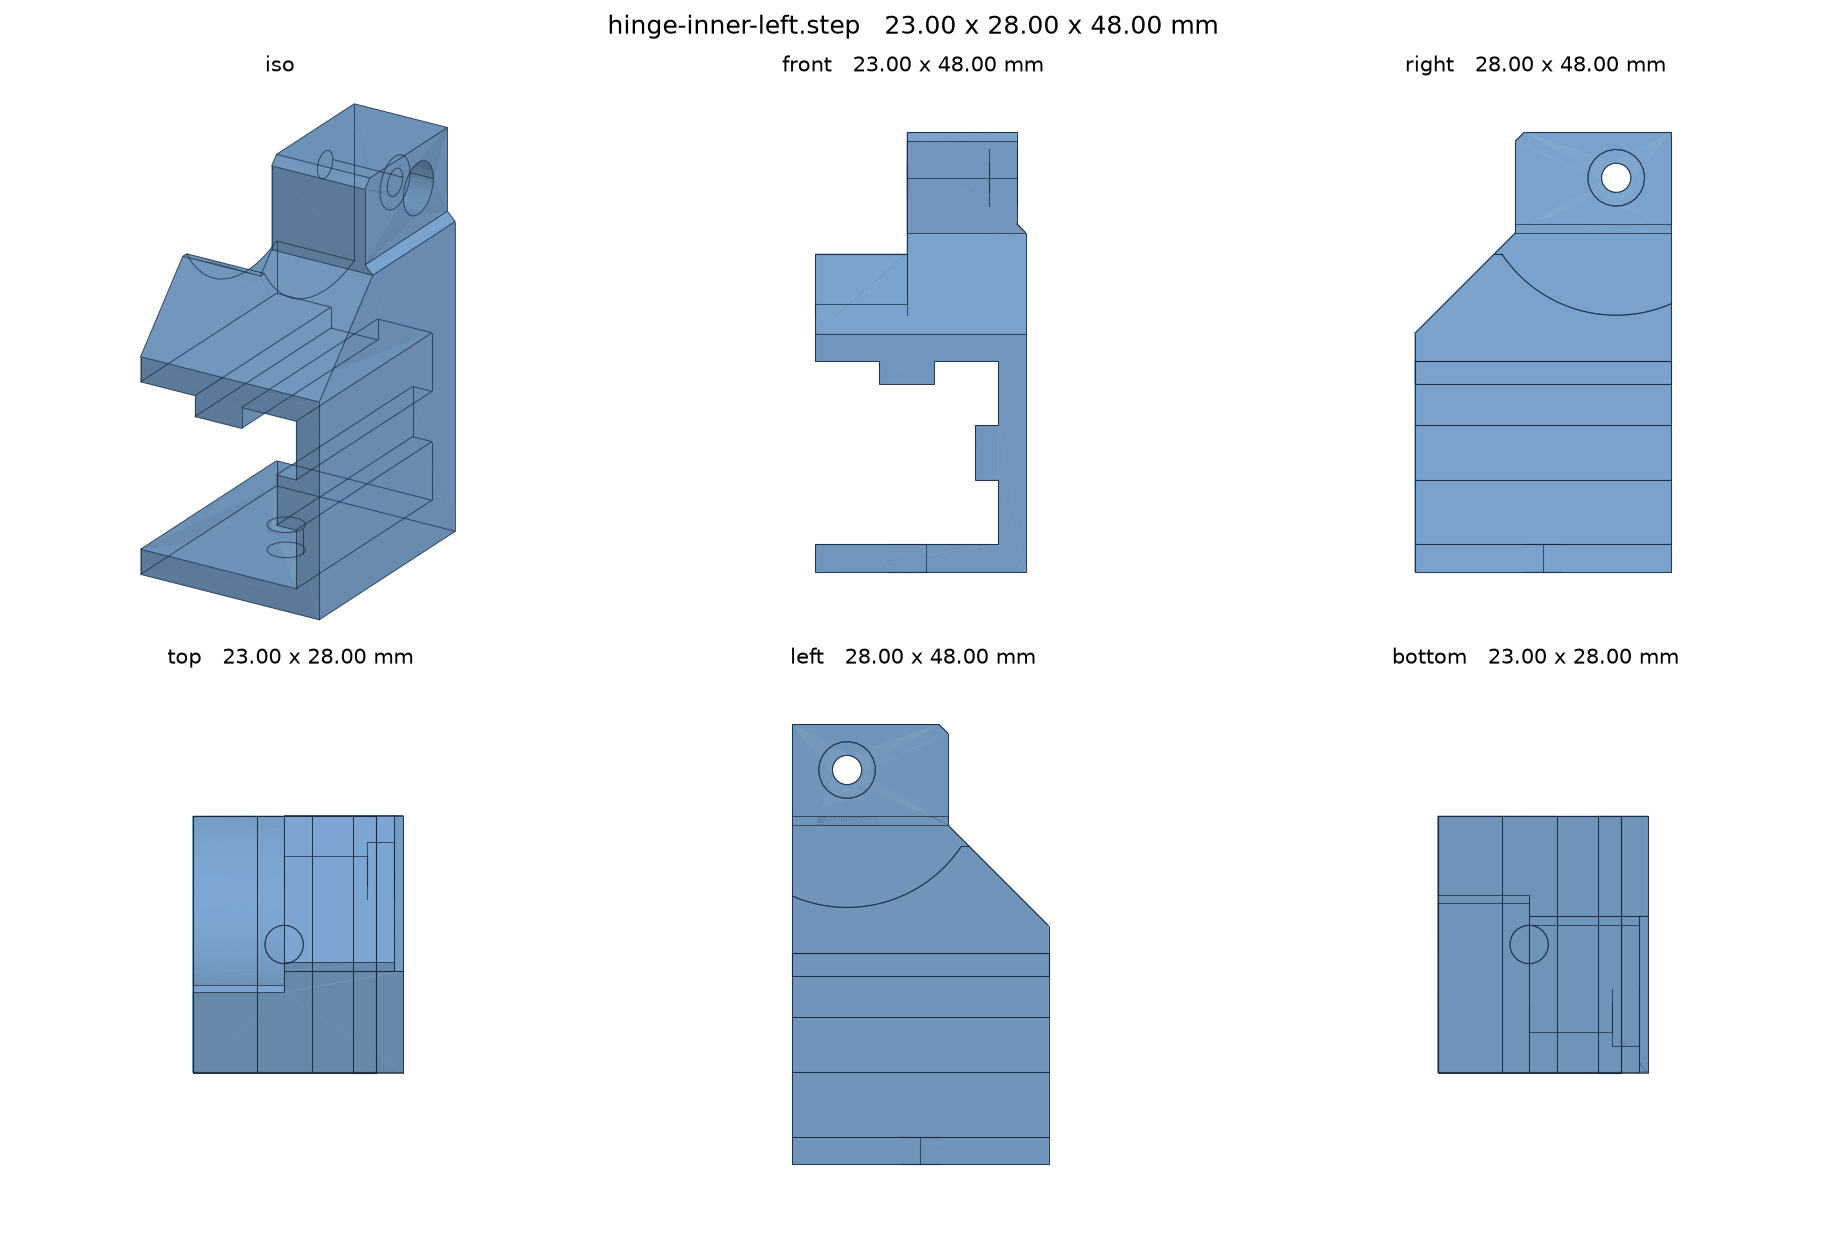 hinge-inner-left.step   23.00 x 28.00 x 48.00 mm
iso
front   23.00 x 48.00 mm
right   28.00 x 48.00 mm
top   23.00 x 28.00 mm
left   28.00 x 48.00 mm
bottom   23.00 x 28.00 mm